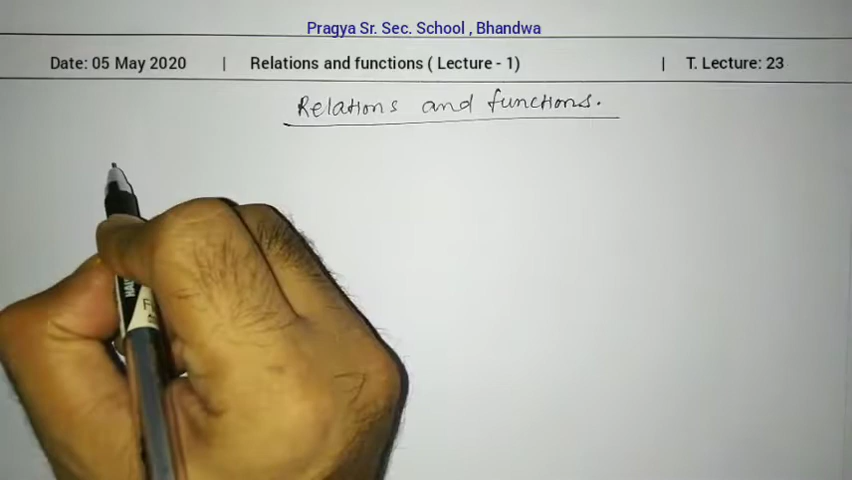 Pragya Sr. Sec. School , Bhandwa
Date: 05 May 2020 | Relations and functions ( Lecture - 1) | T. Lecture: 23
Relations and functions.